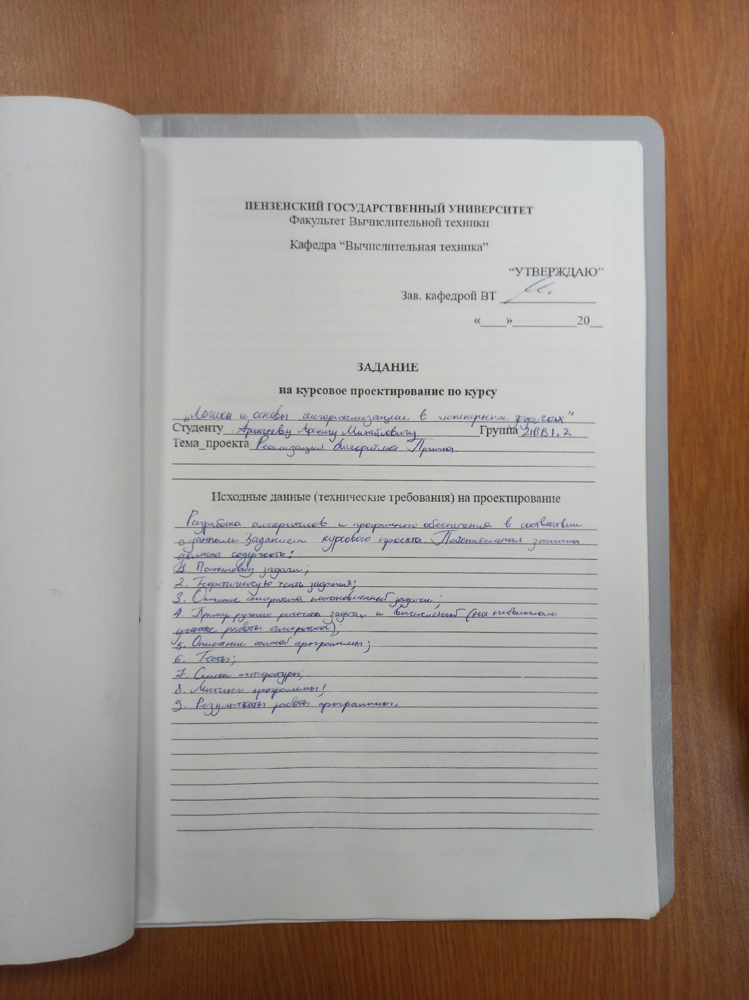 ПЕНЗЕНСКИЙ ГОСУДАРСТВЕННЫЙ УНИВЕРСИТЕТ
Факультет Вычислительной техники
Кафедра “Вычислительная техника”
“УТВЕРЖДАЮ”
Зав. кафедрой ВТ
«____»__________20__
ЗАДАНИЕ
на курсовое проектирование по курсу
„Логика и основы алгоритмизации в инженерных задачах“
Студенту Артему Михайловичу Группа 21ВВ1.2
Тема_проекта Реализация Алгоритма Прима
Исходные данные (технические требования) на проектирование
Разработка алгоритмов и программного обеспечения в соответствии
с данным Заданием курсового проекта. Пояснительная записка
должна содержать:
1. Постановку задачи;
2. Теоретическую часть задания;
3. Описание алгоритма поставленной задачи;
4. Пример ручного расчета задачи и вычислений (на небольшом
участке работы алгоритма);
5. Описание самой программы;
6. Тесты;
7. Список литературы;
8. Листинг программы;
9. Результаты работы программы.